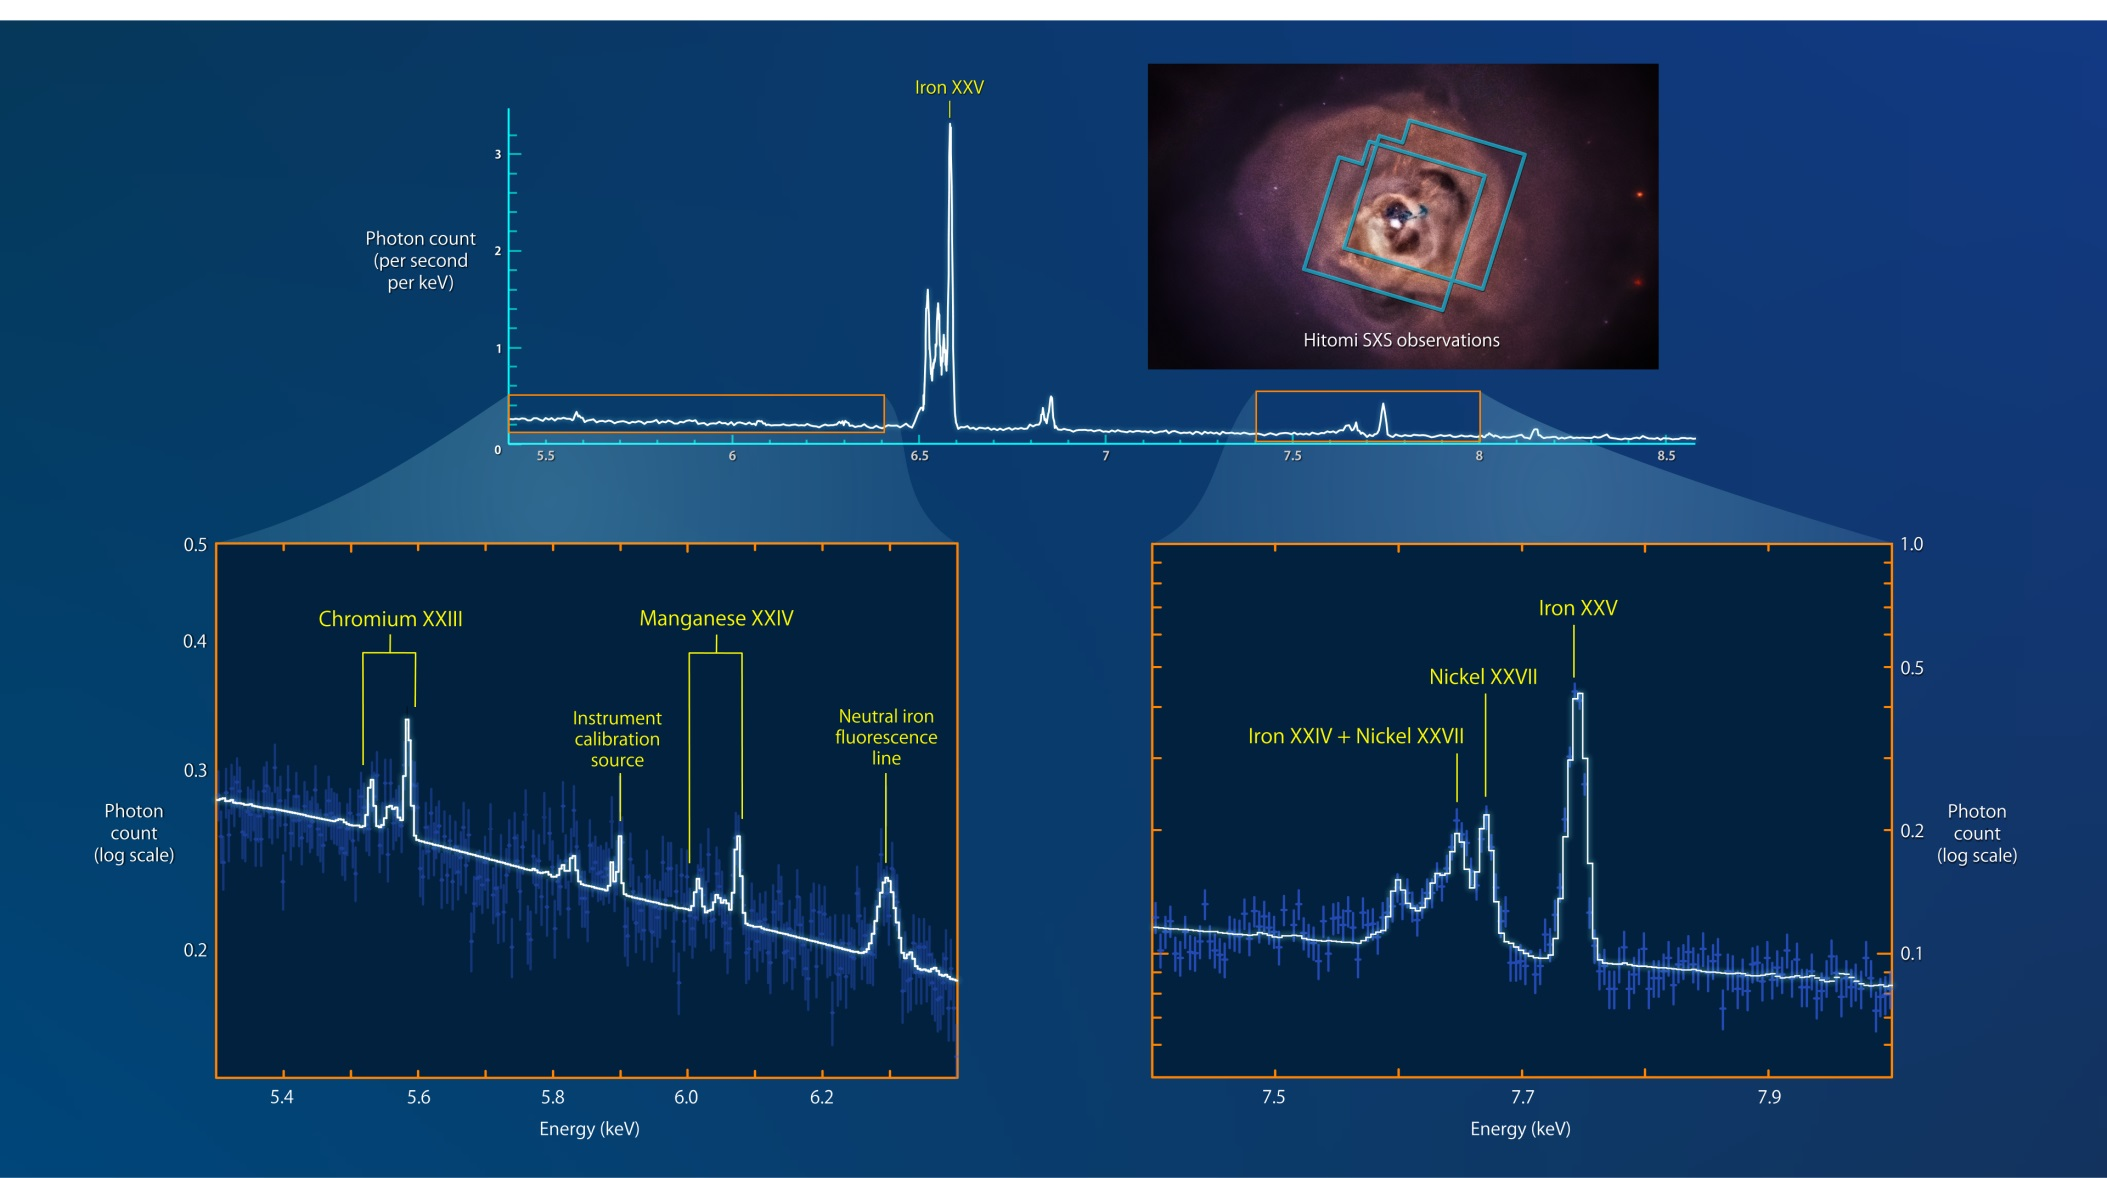 Iron XXV
3
2
1
0
Photon count
(per second
per keV)
5.5
6
6.5
7
7.5
8
8.5
Hitomi SXS observations
0.5
0.4
0.3
0.2
Photon
count
(log scale)
Chromium XXIII
Manganese XXIV
Instrument
calibration
source
Neutral iron
fluorescence
line
5.4
5.6
5.8
6.0
6.2
Energy (keV)
Iron XXV
Nickel XXVII
Iron XXIV + Nickel XXVII
1.0
0.5
0.2
0.1
Photon
count
(log scale)
7.5
7.7
7.9
Energy (keV)